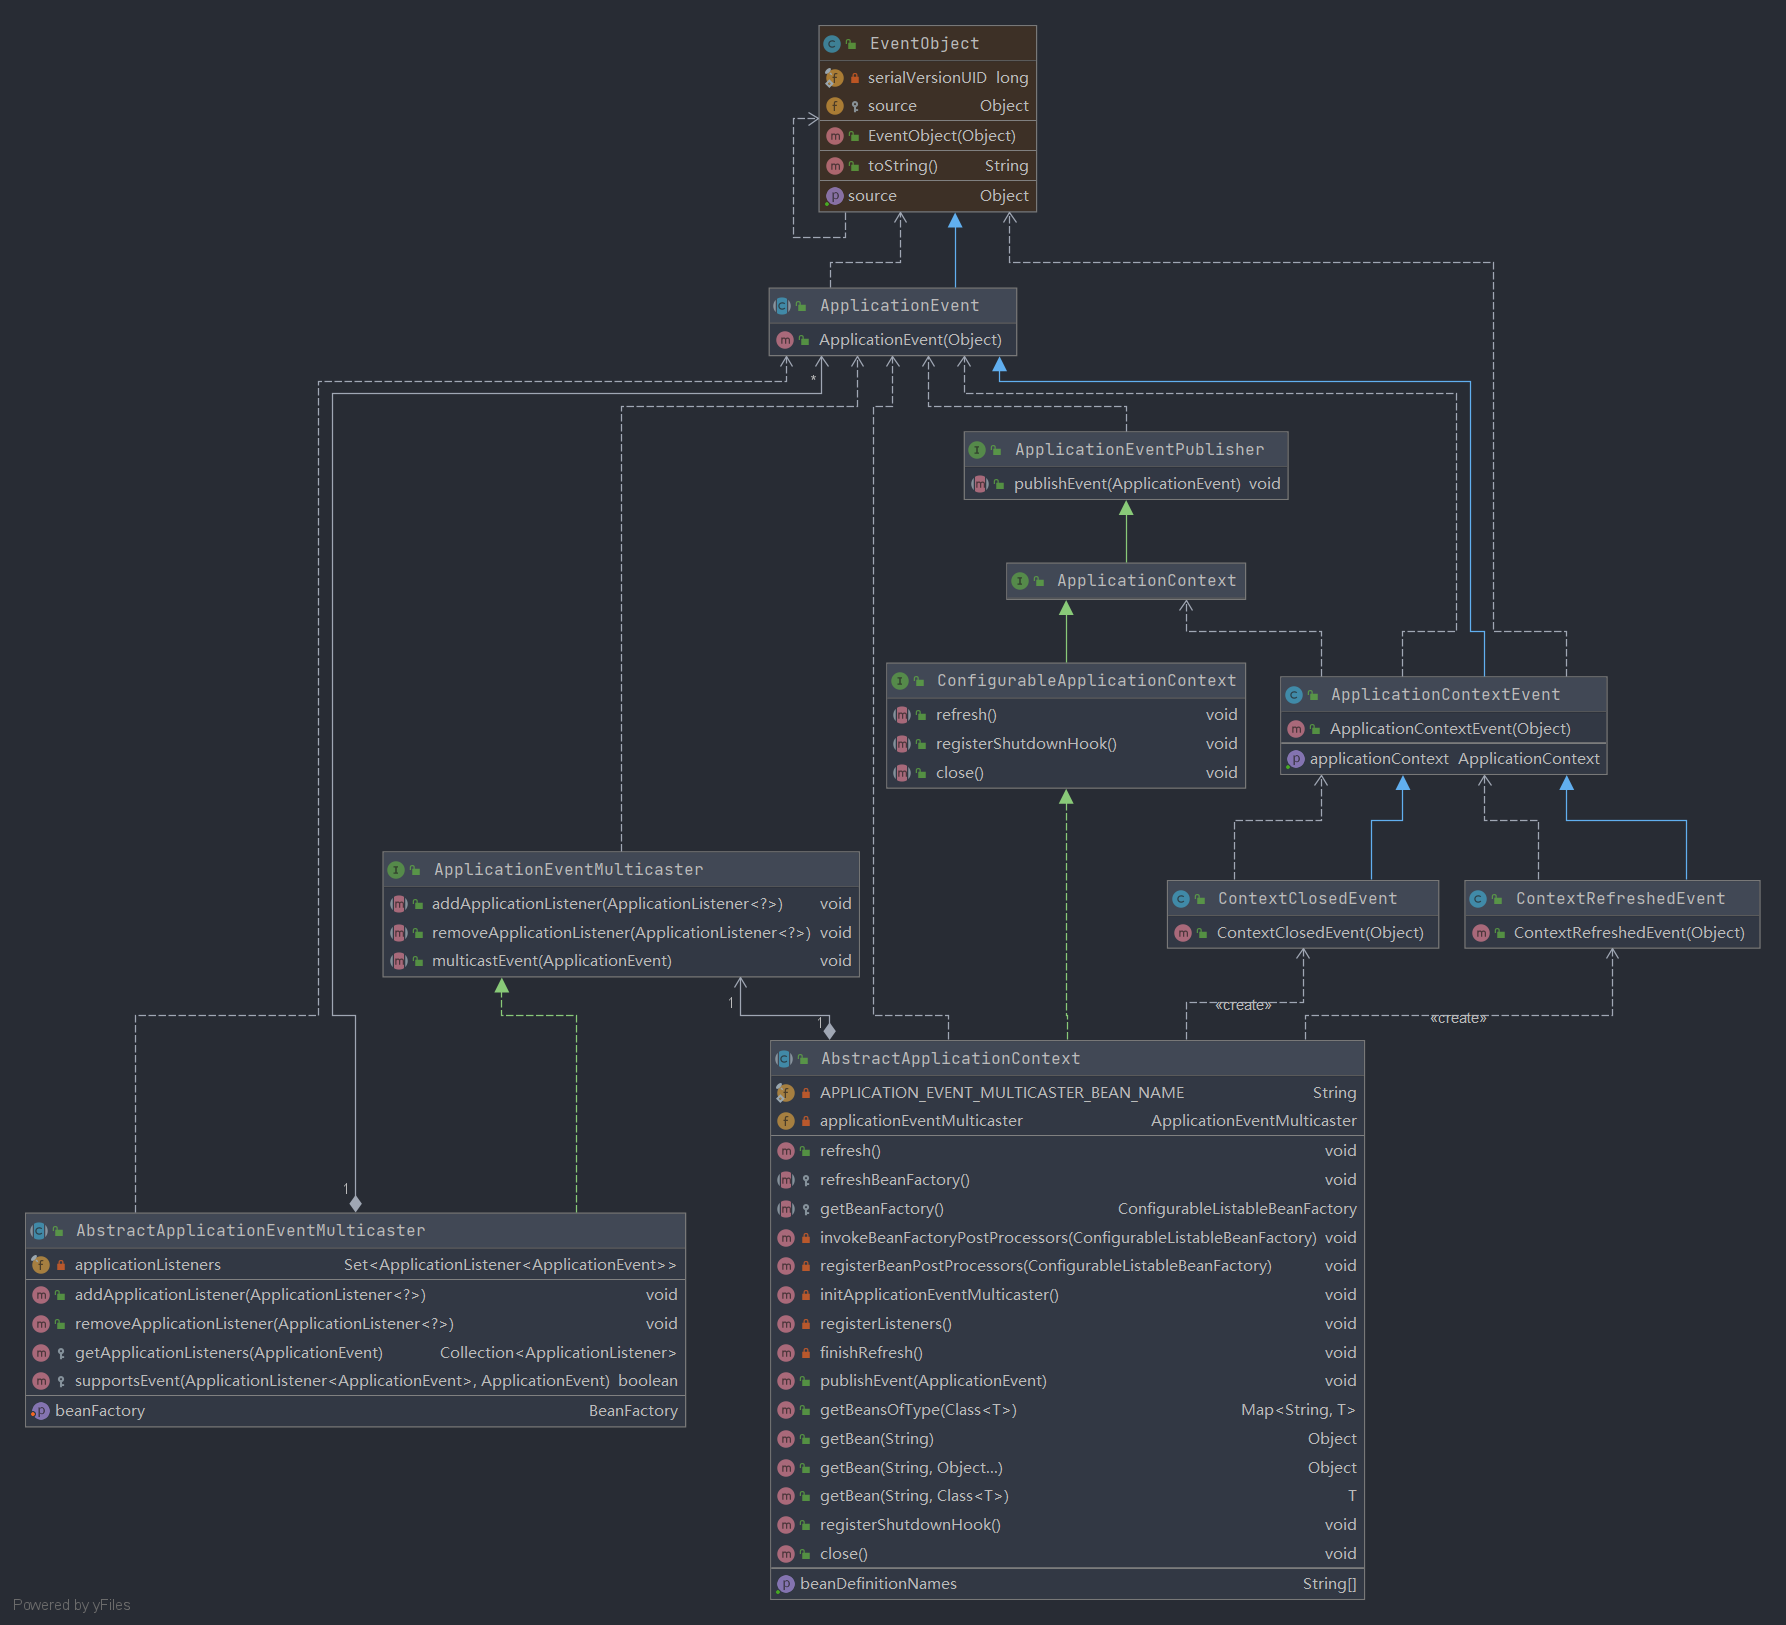 EventObject
serialVersionUID long
source Object
EventObject(Object)
toString() String
source Object
ApplicationEvent
ApplicationEvent(Object)
*
ApplicationEventPublisher
publishEvent(ApplicationEvent) void
ApplicationContext
ConfigurableApplicationContext
refresh() void
registerShutdownHook() void
close() void
ApplicationContextEvent
ApplicationContextEvent(Object)
applicationContext ApplicationContext
ApplicationEventMulticaster
addApplicationListener(ApplicationListener<?>) void
removeApplicationListener(ApplicationListener<?>) void
multicastEvent(ApplicationEvent) void
ContextClosedEvent
ContextClosedEvent(Object)
ContextRefreshedEvent
ContextRefreshedEvent(Object)
1
1
«create»
«create»
AbstractApplicationContext
APPLICATION_EVENT_MULTICASTER_BEAN_NAME String
applicationEventMulticaster ApplicationEventMulticaster
refresh() void
refreshBeanFactory() void
getBeanFactory() ConfigurableListableBeanFactory
invokeBeanFactoryPostProcessors(ConfigurableListableBeanFactory) void
registerBeanPostProcessors(ConfigurableListableBeanFactory) void
initApplicationEventMulticaster() void
registerListeners() void
finishRefresh() void
publishEvent(ApplicationEvent) void
getBeansOfType(Class<T>) Map<String, T>
getBean(String) Object
getBean(String, Object...) Object
getBean(String, Class<T>) T
registerShutdownHook() void
close() void
beanDefinitionNames String[]
1
AbstractApplicationEventMulticaster
applicationListeners Set<ApplicationListener<ApplicationEvent>>
addApplicationListener(ApplicationListener<?>) void
removeApplicationListener(ApplicationListener<?>) void
getApplicationListeners(ApplicationEvent) Collection<ApplicationListener>
supportsEvent(ApplicationListener<ApplicationEvent>, ApplicationEvent) boolean
beanFactory BeanFactory
Powered by yFiles